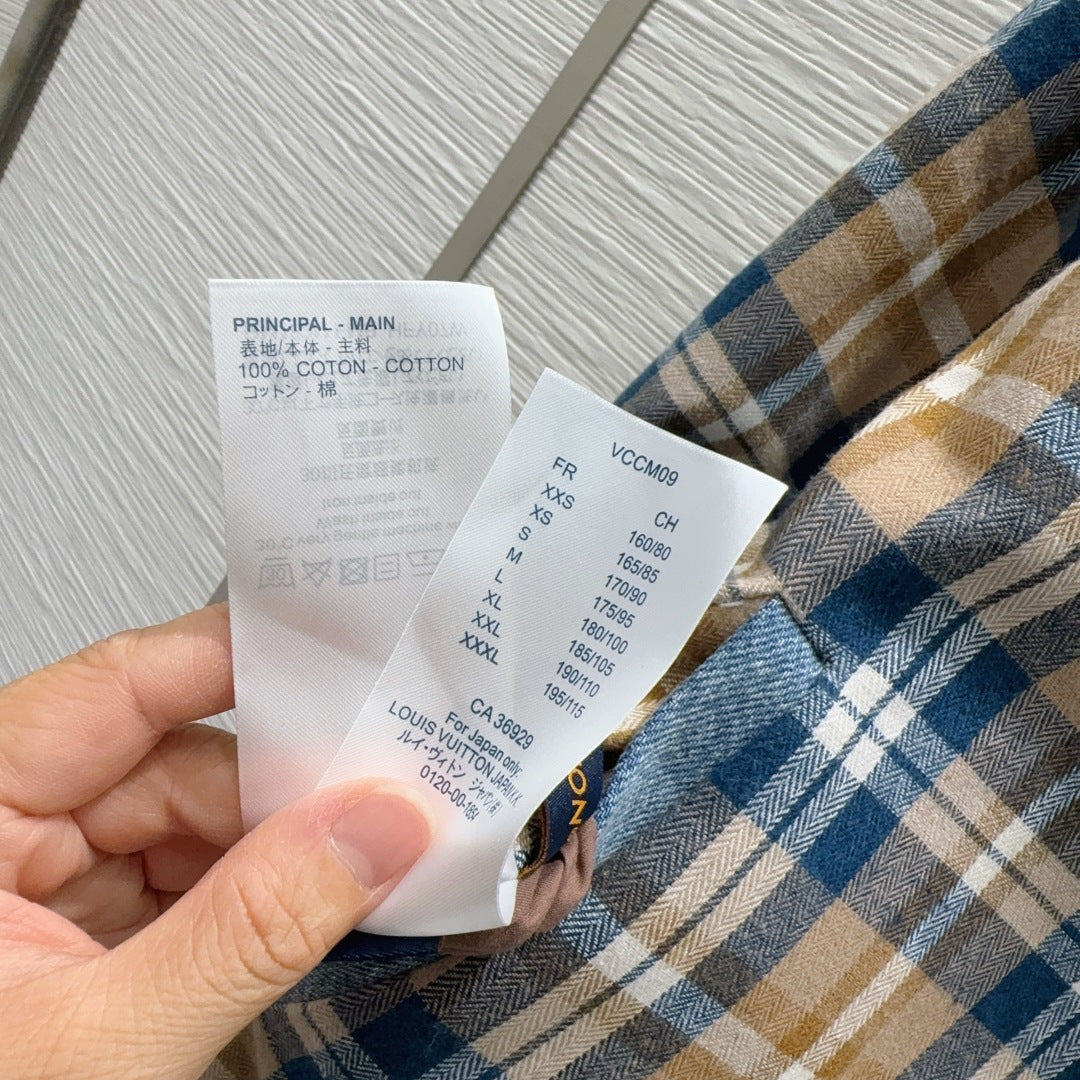 PRINCIPAL - MAIN
表地/本体 - 主料
100% COTON - COTTON
コットン - 棉
VCCM09
FR CH
XXS 160/80
XS 165/85
S 170/90
M 175/95
L 180/100
XL 185/105
XXL 190/110
XXXL 195/115
CA 36929
For Japan only:
LOUIS VUITTON JAPAN K.K
ルイ・ヴィトン ジャパン(株)
0120-00-1854